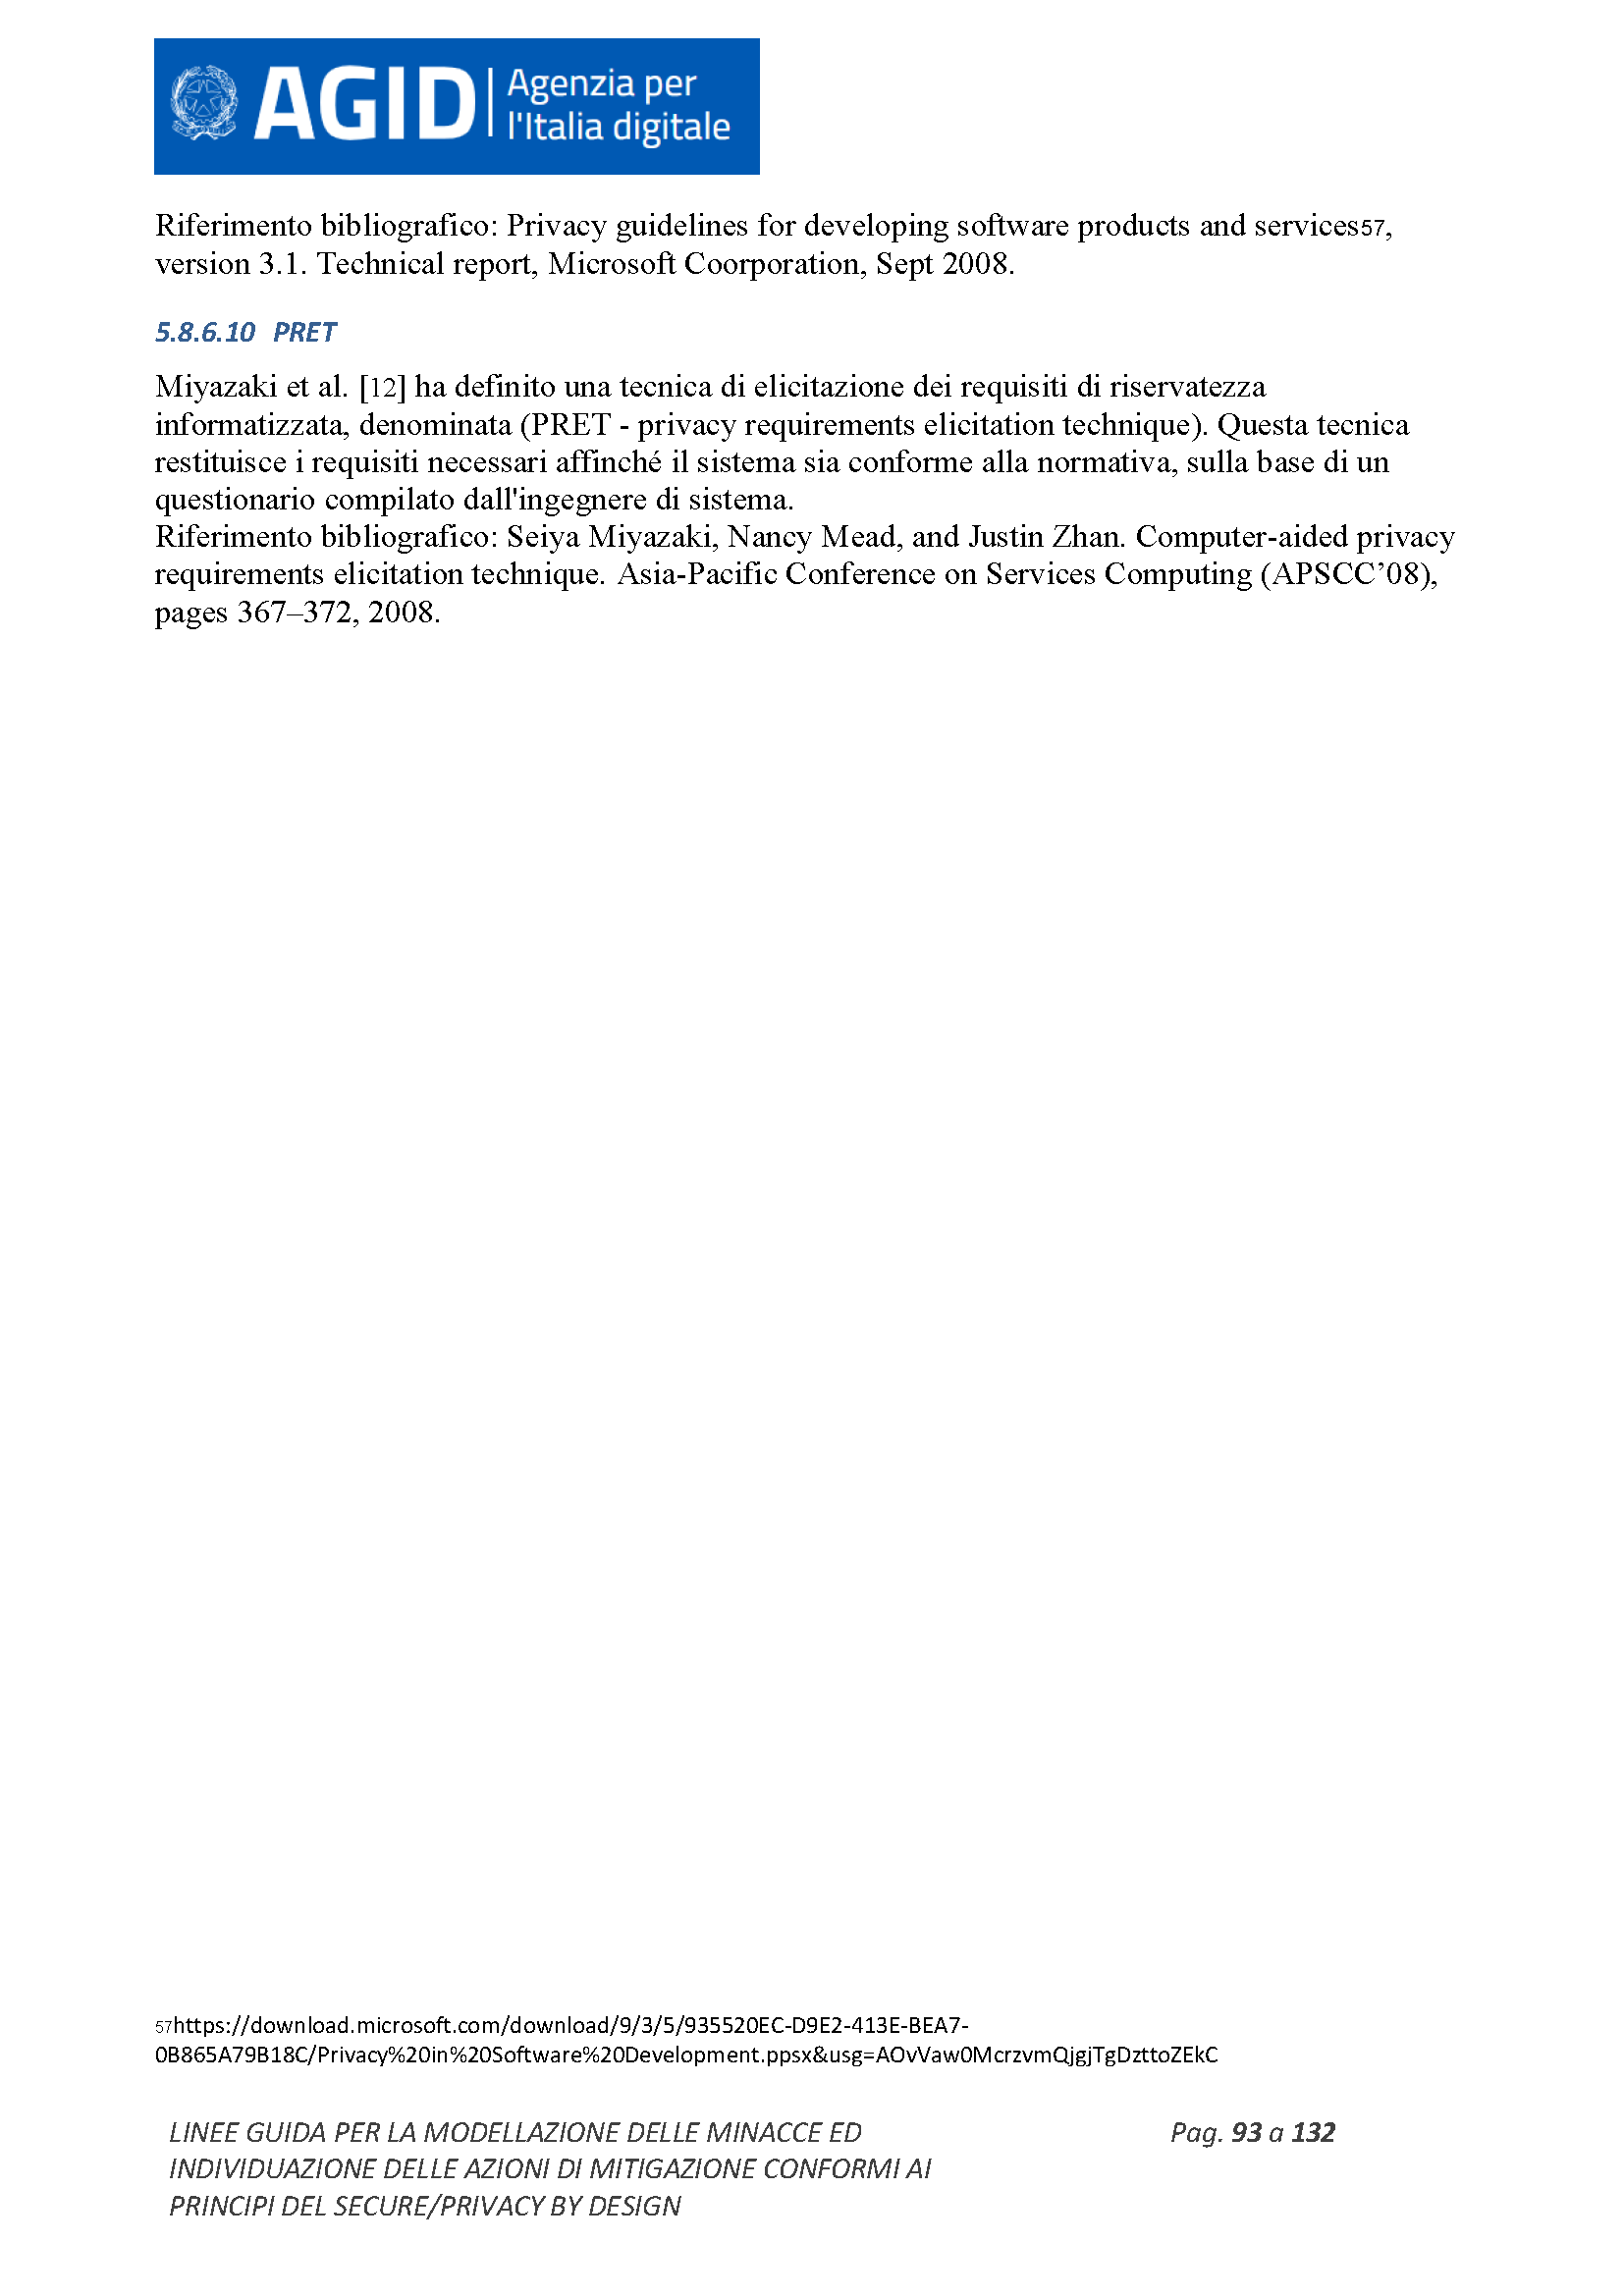 AGID
Agenzia per
l'Italia digitale
Riferimento bibliografico: Privacy guidelines for developing software products and services57,
version 3.1. Technical report, Microsoft Coorporation, Sept 2008.
5.8.6.10 PRET
Miyazaki et al. [12] ha definito una tecnica di elicitazione dei requisiti di riservatezza
informatizzata, denominata (PRET - privacy requirements elicitation technique). Questa tecnica
restituisce i requisiti necessari affinché il sistema sia conforme alla normativa, sulla base di un
questionario compilato dall'ingegnere di sistema.
Riferimento bibliografico: Seiya Miyazaki, Nancy Mead, and Justin Zhan. Computer-aided privacy
requirements elicitation technique. Asia-Pacific Conference on Services Computing (APSCC’08),
pages 367–372, 2008.
57https://download.microsoft.com/download/9/3/5/935520EC-D9E2-413E-BEA7-
0B865A79B18C/Privacy%20in%20Software%20Development.ppsx&usg=AOvVaw0McrzvmQjgjTgDzttoZEkC
LINEE GUIDA PER LA MODELLAZIONE DELLE MINACCE ED
INDIVIDUAZIONE DELLE AZIONI DI MITIGAZIONE CONFORMI AI
PRINCIPI DEL SECURE/PRIVACY BY DESIGN
Pag. 93 a 132